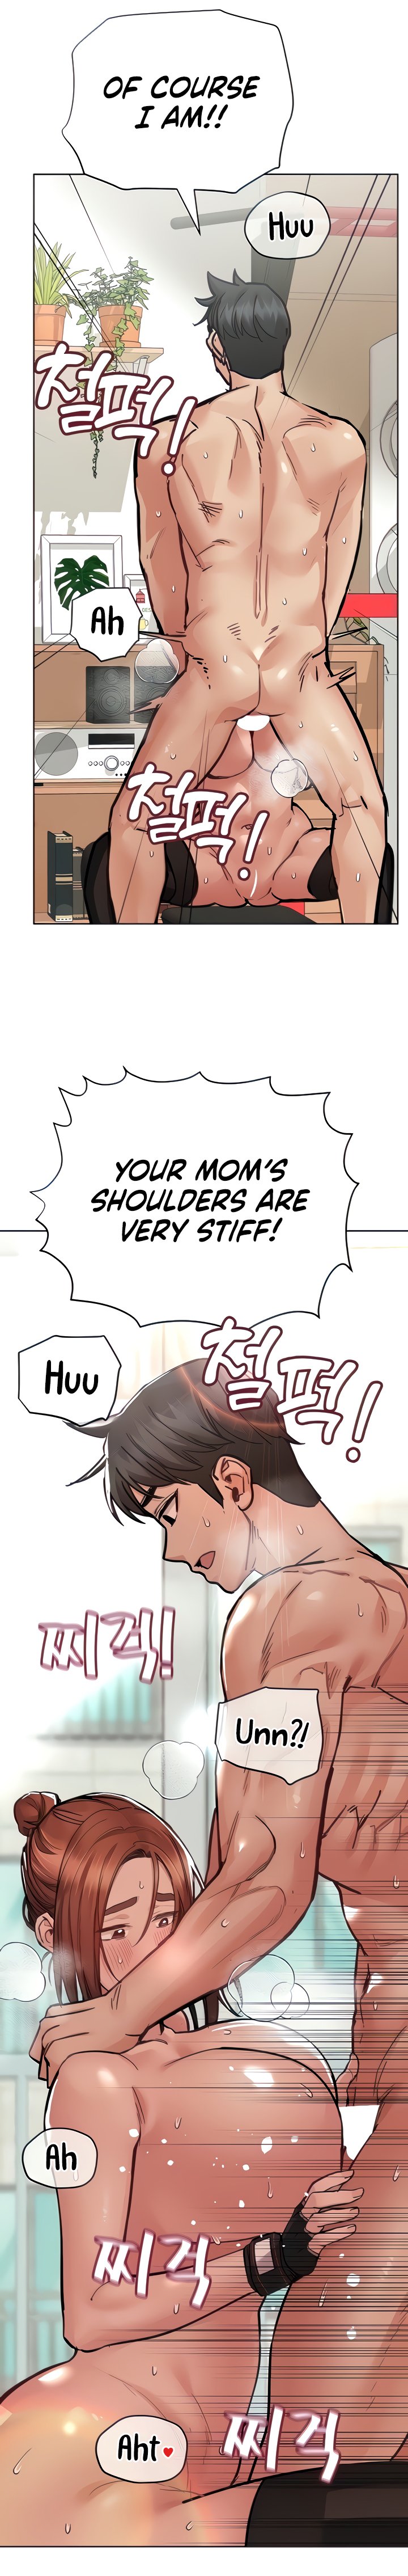 OF COURSE
I AM!!
HUU
철퍽!
AH
철퍽!
YOUR MOM'S
SHOULDERS ARE
VERY STIFF!
철퍽!
HUU
찌걱!
UNN?!
AH
찌걱
AHT♥
찌걱